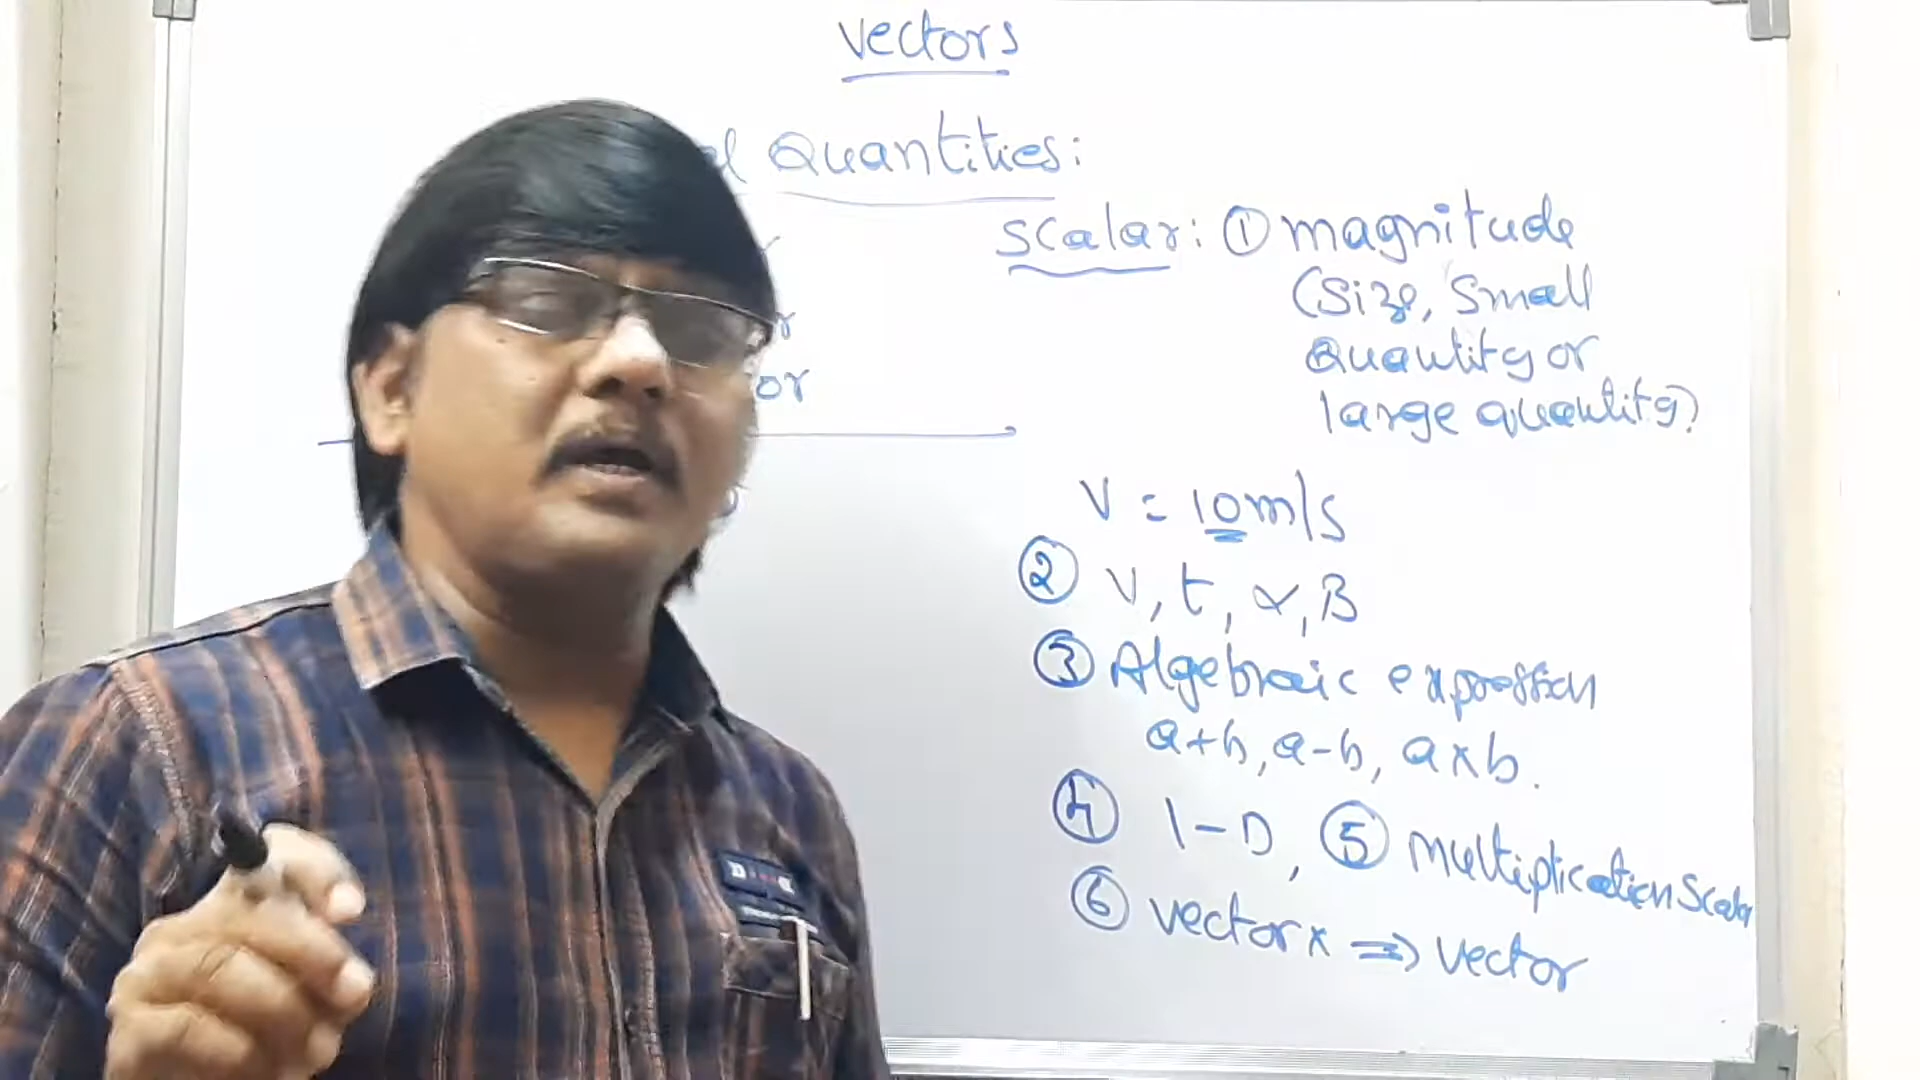 Vectors
Quantities:
Scalar: ① magnitude
(Size, Small
Quantity or
large quantity)
V = 10m/s
② V, t, α, B
③ Algebraic expression
a+b, a-b, a×b.
④ 1-D, ⑤ multiplication Scalar
⑥ vector x ⇒ vector